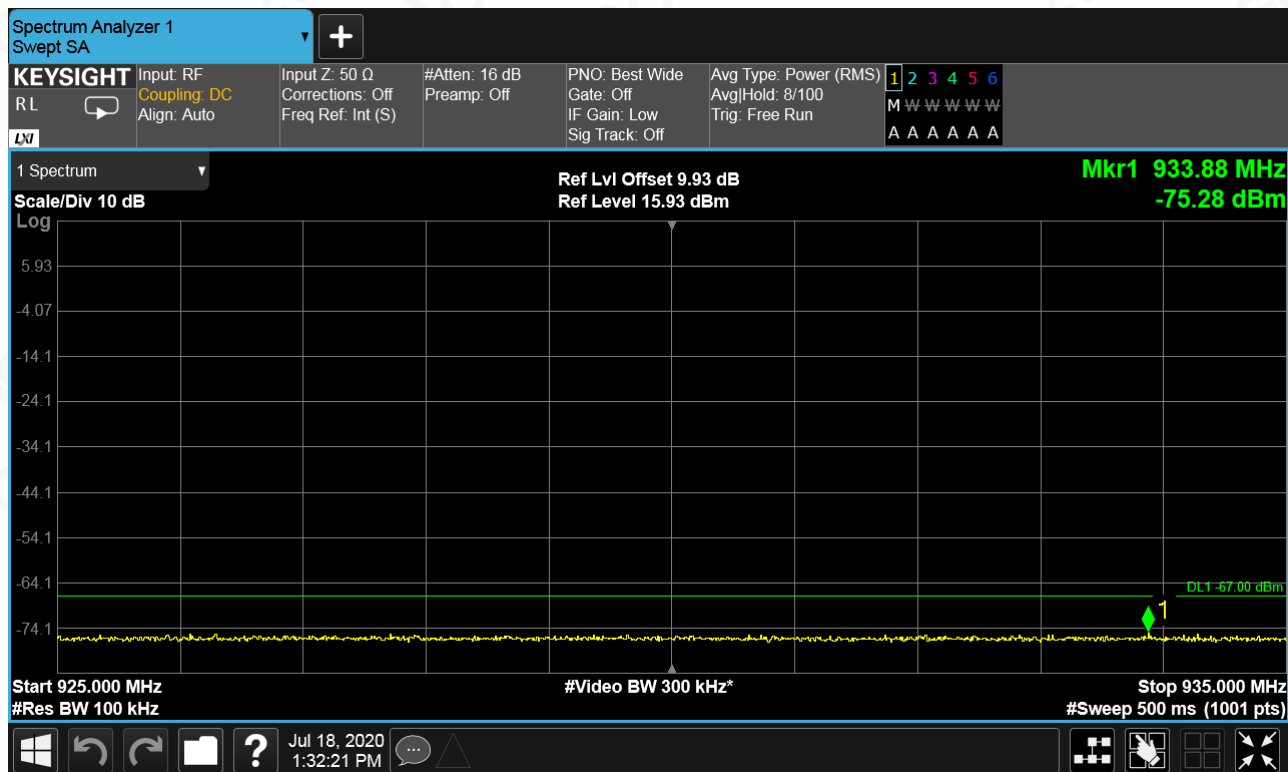 Spectrum Analyzer 1
Swept SA
+
KEYSIGHT
RL
LXI
Input: RF
Coupling: DC
Align: Auto
Input Z: 50 Ω
Corrections: Off
Freq Ref: Int (S)
#Atten: 16 dB
Preamp: Off
PNO: Best Wide
Gate: Off
IF Gain: Low
Sig Track: Off
Avg Type: Power (RMS)
Avg|Hold: 8/100
Trig: Free Run
1 2 3 4 5 6
M W W W W W
A A A A A A
1 Spectrum
Scale/Div 10 dB
Log
Ref Lvl Offset 9.93 dB
Ref Level 15.93 dBm
Mkr1 933.88 MHz
-75.28 dBm
5.93
-4.07
-14.1
-24.1
-34.1
-44.1
-54.1
-64.1
DL1 -67.00 dBm
1
-74.1
Start 925.000 MHz
#Res BW 100 kHz
#Video BW 300 kHz*
Stop 935.000 MHz
#Sweep 500 ms (1001 pts)
?
Jul 18, 2020
1:32:21 PM